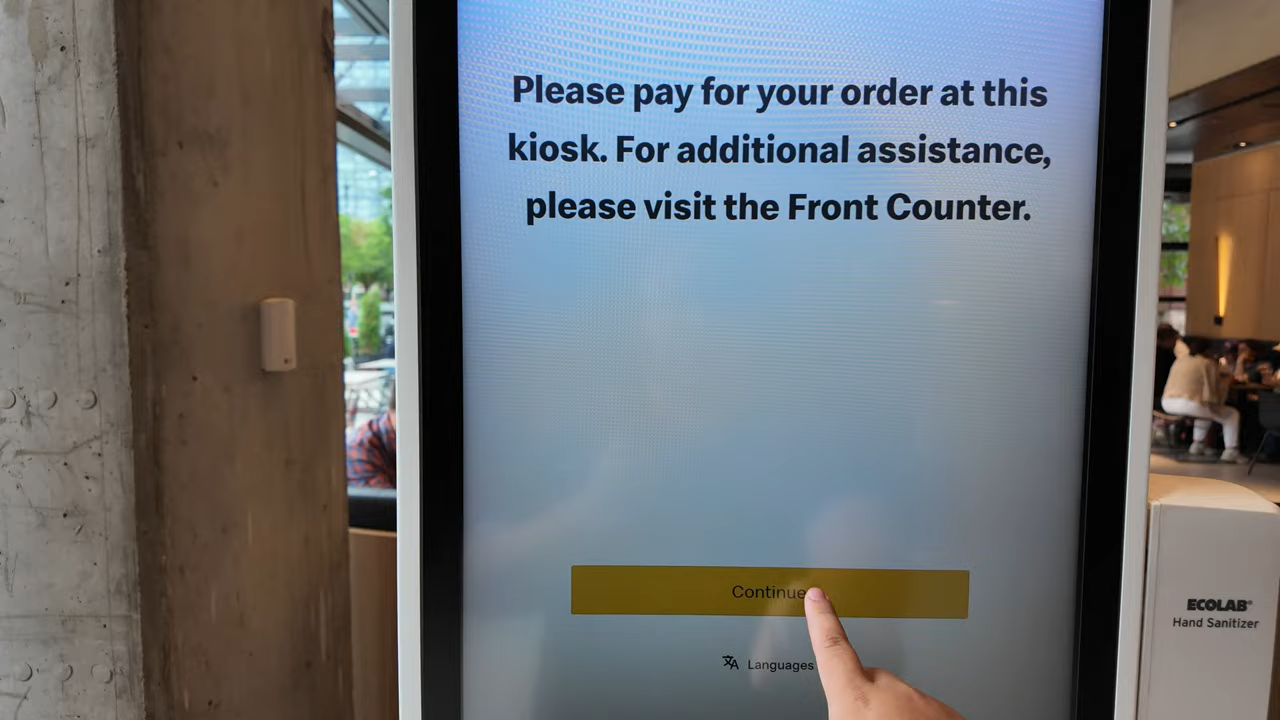 Please pay for your order at this
kiosk. For additional assistance,
please visit the Front Counter.
Continue
Languages
ECOLAB®
Hand Sanitizer